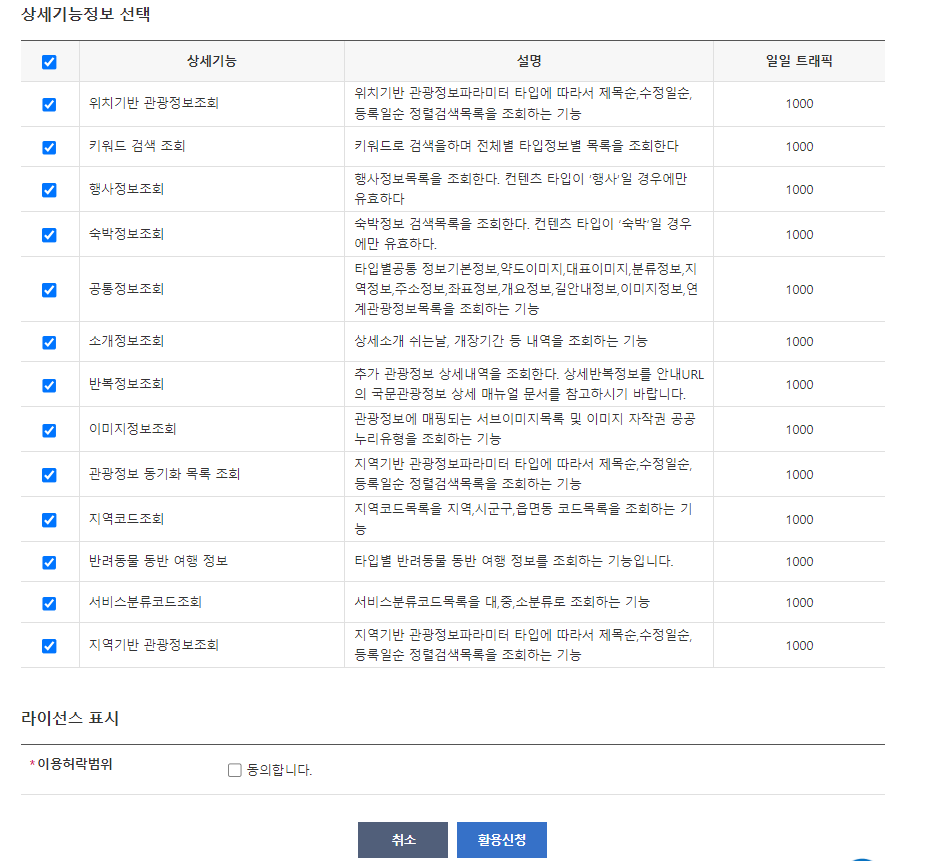 상세기능정보 선택
상세기능 설명 일일 트래픽
위치기반 관광정보조회
위치기반 관광정보파라미터 타입에 따라서 제목순,수정일순,
등록일순 정렬검색목록을 조회하는 기능
1000
키워드 검색 조회
키워드로 검색을하며 전체별 타입정보별 목록을 조회한다
1000
행사정보조회
행사정보목록을 조회한다. 컨텐츠 타입이 ‘행사’일 경우에만
유효하다
1000
숙박정보조회
숙박정보 검색목록을 조회한다. 컨텐츠 타입이 ‘숙박’일 경우
에만 유효하다.
1000
공통정보조회
타입별공통 정보기본정보,약도이미지,대표이미지,분류정보,지
역정보,주소정보,좌표정보,개요정보,길안내정보,이미지정보,연
계관광정보목록을 조회하는 기능
1000
소개정보조회
상세소개 쉬는날, 개장기간 등 내역을 조회하는 기능
1000
반복정보조회
추가 관광정보 상세내역을 조회한다. 상세반복정보를 안내URL
의 국문관광정보 상세 매뉴얼 문서를 참고하시기 바랍니다.
1000
이미지정보조회
관광정보에 매핑되는 서브이미지목록 및 이미지 자작권 공공
누리유형을 조회하는 기능
1000
관광정보 동기화 목록 조회
지역기반 관광정보파라미터 타입에 따라서 제목순,수정일순,
등록일순 정렬검색목록을 조회하는 기능
1000
지역코드조회
지역코드목록을 지역,시군구,읍면동 코드목록을 조회하는 기
능
1000
반려동물 동반 여행 정보
타입별 반려동물 동반 여행 정보를 조회하는 기능입니다.
1000
서비스분류코드조회
서비스분류코드목록을 대,중,소분류로 조회하는 기능
1000
지역기반 관광정보조회
지역기반 관광정보파라미터 타입에 따라서 제목순,수정일순,
등록일순 정렬검색목록을 조회하는 기능
1000
라이선스 표시
*이용허락범위
동의합니다.
취소 활용신청